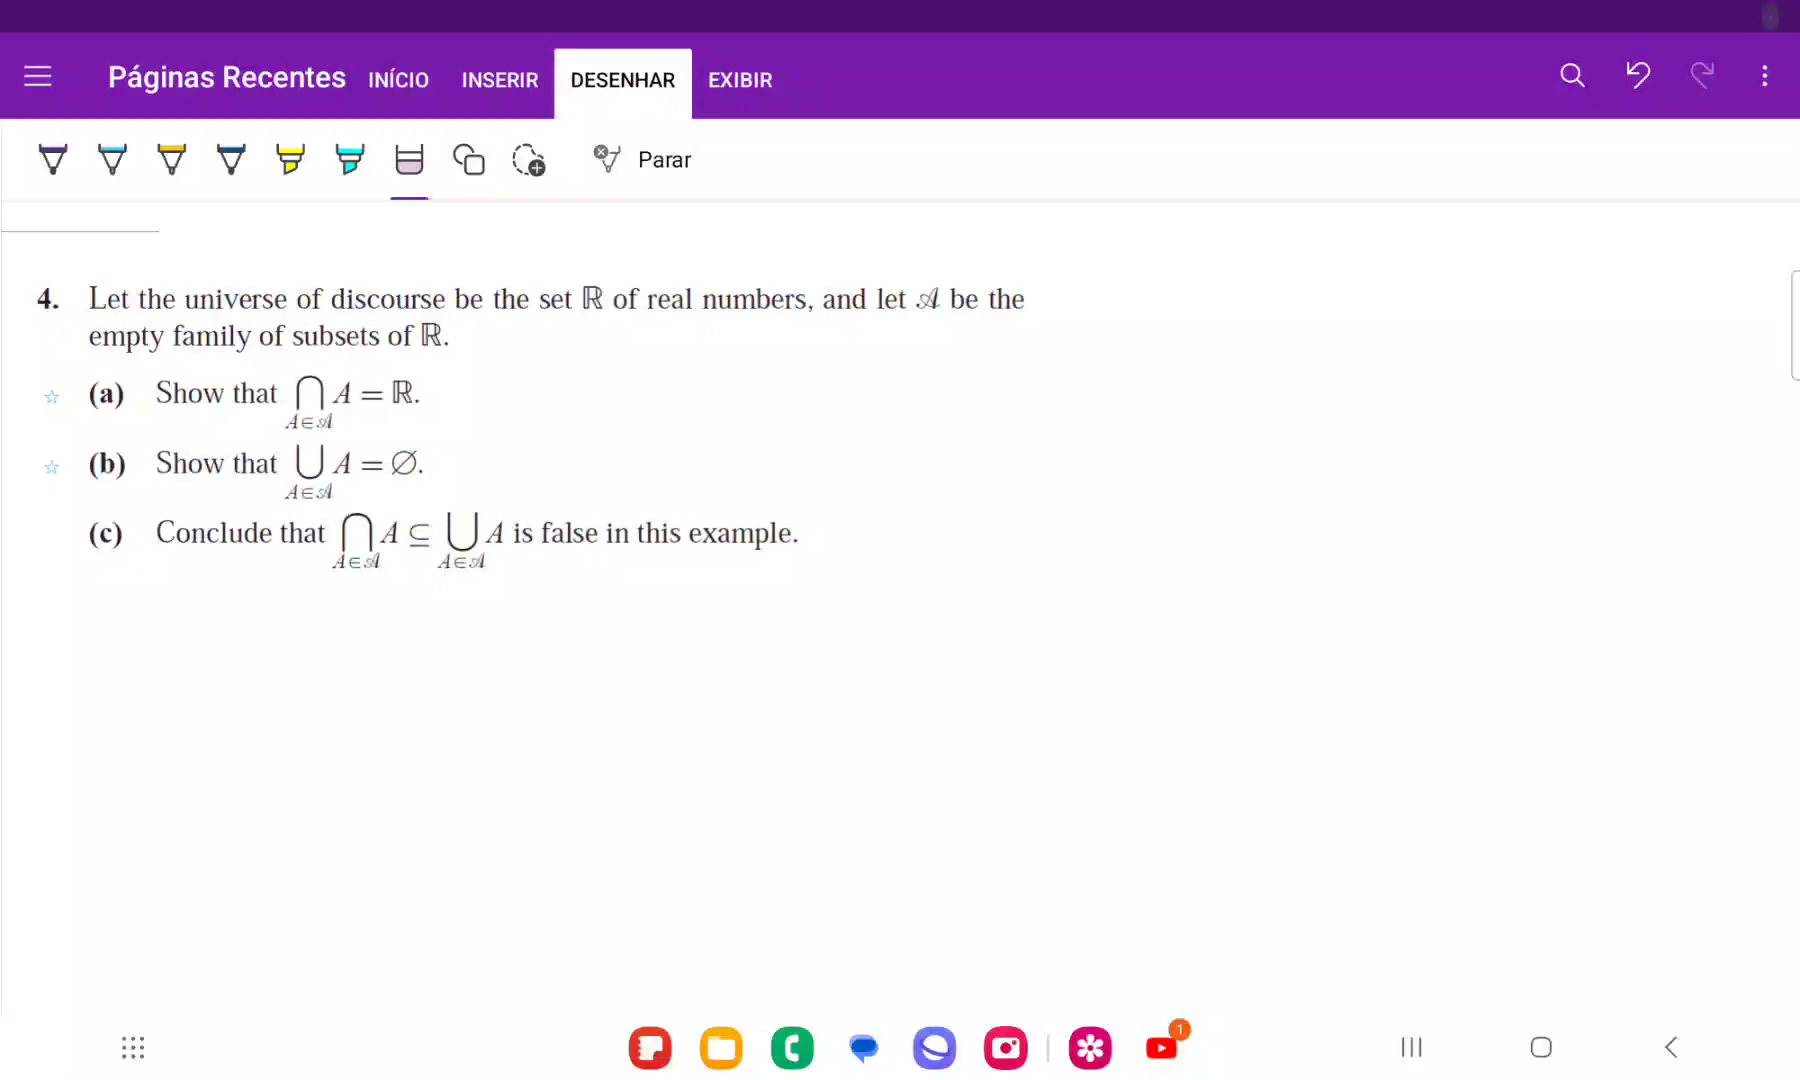 Páginas Recentes INÍCIO INSERIR DESENHAR EXIBIR
Parar
4. Let the universe of discourse be the set ℝ of real numbers, and let 𝒜 be the
empty family of subsets of ℝ.
☆ (a) Show that ⋂ A = ℝ.
A∈𝒜
☆ (b) Show that ⋃ A = ∅.
A∈𝒜
(c) Conclude that ⋂ A ⊆ ⋃ A is false in this example.
A∈𝒜 A∈𝒜
1